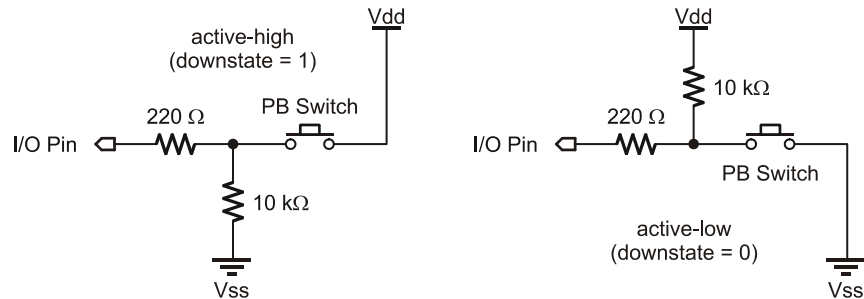 Vdd
active-high
(downstate = 1)
220 Ω
PB Switch
I/O Pin
10 kΩ
Vss
Vdd
10 kΩ
220 Ω
I/O Pin
PB Switch
active-low
(downstate = 0)
Vss